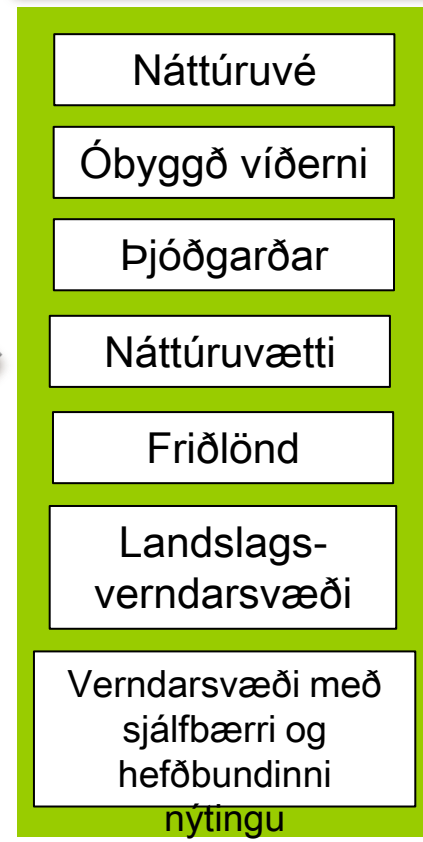 Náttúruvé
Óbyggð víðerni
Þjóðgarðar
Náttúruvætti
Friðlönd
Landslags-
verndarsvæði
Verndarsvæði með
sjálfbærri og
hefðbundinni
nýtingu